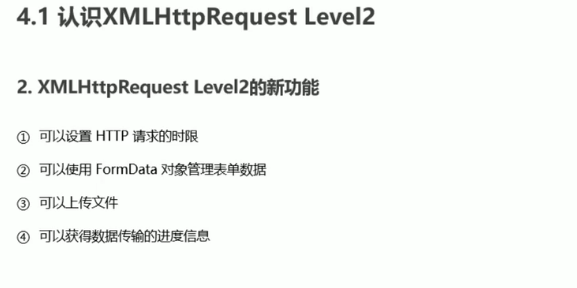 4.1 认识XMLHttpRequest Level2
2. XMLHttpRequest Level2的新功能
① 可以设置 HTTP 请求的时限
② 可以使用 FormData 对象管理表单数据
③ 可以上传文件
④ 可以获得数据传输的进度信息